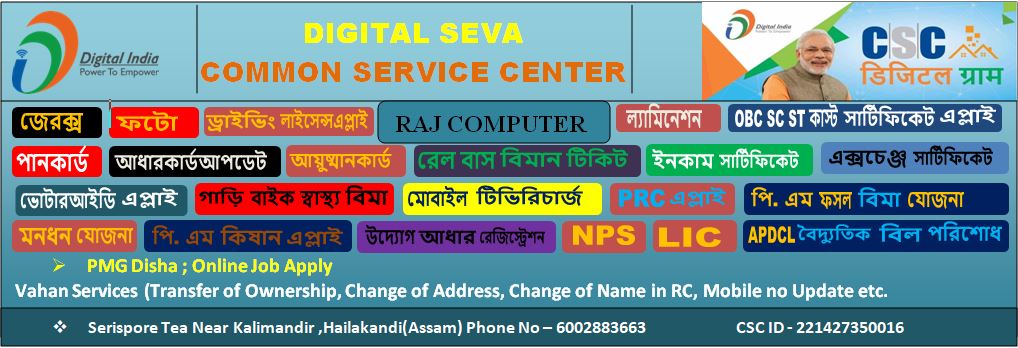 Digital India
Power To Empower
DIGITAL SEVA
COMMON SERVICE CENTER
Digital India
Power To Empower
CSC
डिजिटल ग्राम
জেরক্স ফটো ড্রাইভিং লাইসেন্সএপ্লাই RAJ COMPUTER ল্যামিনেশন OBC SC ST কাস্ট সার্টিফিকেট এপ্লাই
পানকার্ড আধারকার্ডআপডেট আয়ুষ্মানকার্ড রেল বাস বিমান টিকিট ইনকাম সার্টিফিকেট এক্সচেঞ্জ সার্টিফিকেট
ভোটারআইডি এপ্লাই গাড়ি বাইক স্বাস্থ্য বিমা মোবাইল টিভিরিচার্জ PRC এপ্লাই পি. এম ফসল বিমা যোজনা
মনধন যোজনা পি. এম কিষান এপ্লাই উদ্যোগ আধার রেজিস্ট্রেশন NPS LIC APDCL বৈদ্যুতিক বিল পরিশোধ
➢ PMG Disha ; Online Job Apply
Vahan Services (Transfer of Ownership, Change of Address, Change of Name in RC, Mobile no Update etc.
❖ Serispore Tea Near Kalimandir ,Hailakandi(Assam) Phone No – 6002883663 CSC ID - 221427350016